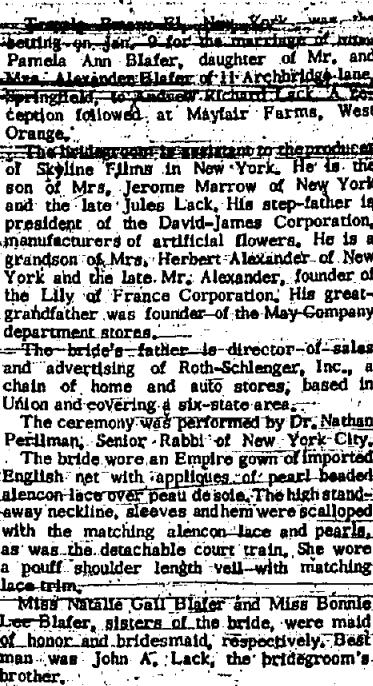 Temple Emanu-El, New York was the
setting on Jan. 9 for the marriage of Miss
Pamela Ann Blafer, daughter of Mr. and
Mrs. Alexander Blafer of 11 Archbridge lane,
Springfield, to Andrew Richard Lack. A re-
ception followed at Mayfair Farms, West
Orange.
The bridegroom is assistant to the producer
of Skyline Films in New York. He is the
son of Mrs. Jerome Marrow of New York
and the late Jules Lack. His step-father is
president of the David-James Corporation,
manufacturers of artificial flowers. He is a
grandson of Mrs. Herbert Alexander of New
York and the late Mr. Alexander, founder of
the Lily of France Corporation. His great-
grandfather was founder of the May Company
department stores.
The bride's father is director of sales
and advertising of Roth-Schlenger, Inc., a
chain of home and auto stores, based in
Union and covering a six-state area.
The ceremony was performed by Dr. Nathan
Perilman, Senior Rabbi of New York City.
The bride wore an Empire gown of imported
English net with appliques of pearl beaded
alencon lace over peau de soie. The high stand-
away neckline, sleeves and hem were scalloped
with the matching alencon lace and pearls,
as was the detachable court train. She wore
a pouff shoulder length veil with matching
lace trim.
Miss Natalie Gail Blafer and Miss Bonnie
Lee Blafer, sisters of the bride, were maid
of honor and bridesmaid, respectively. Best
man was John A. Lack, the bridegroom's
brother.